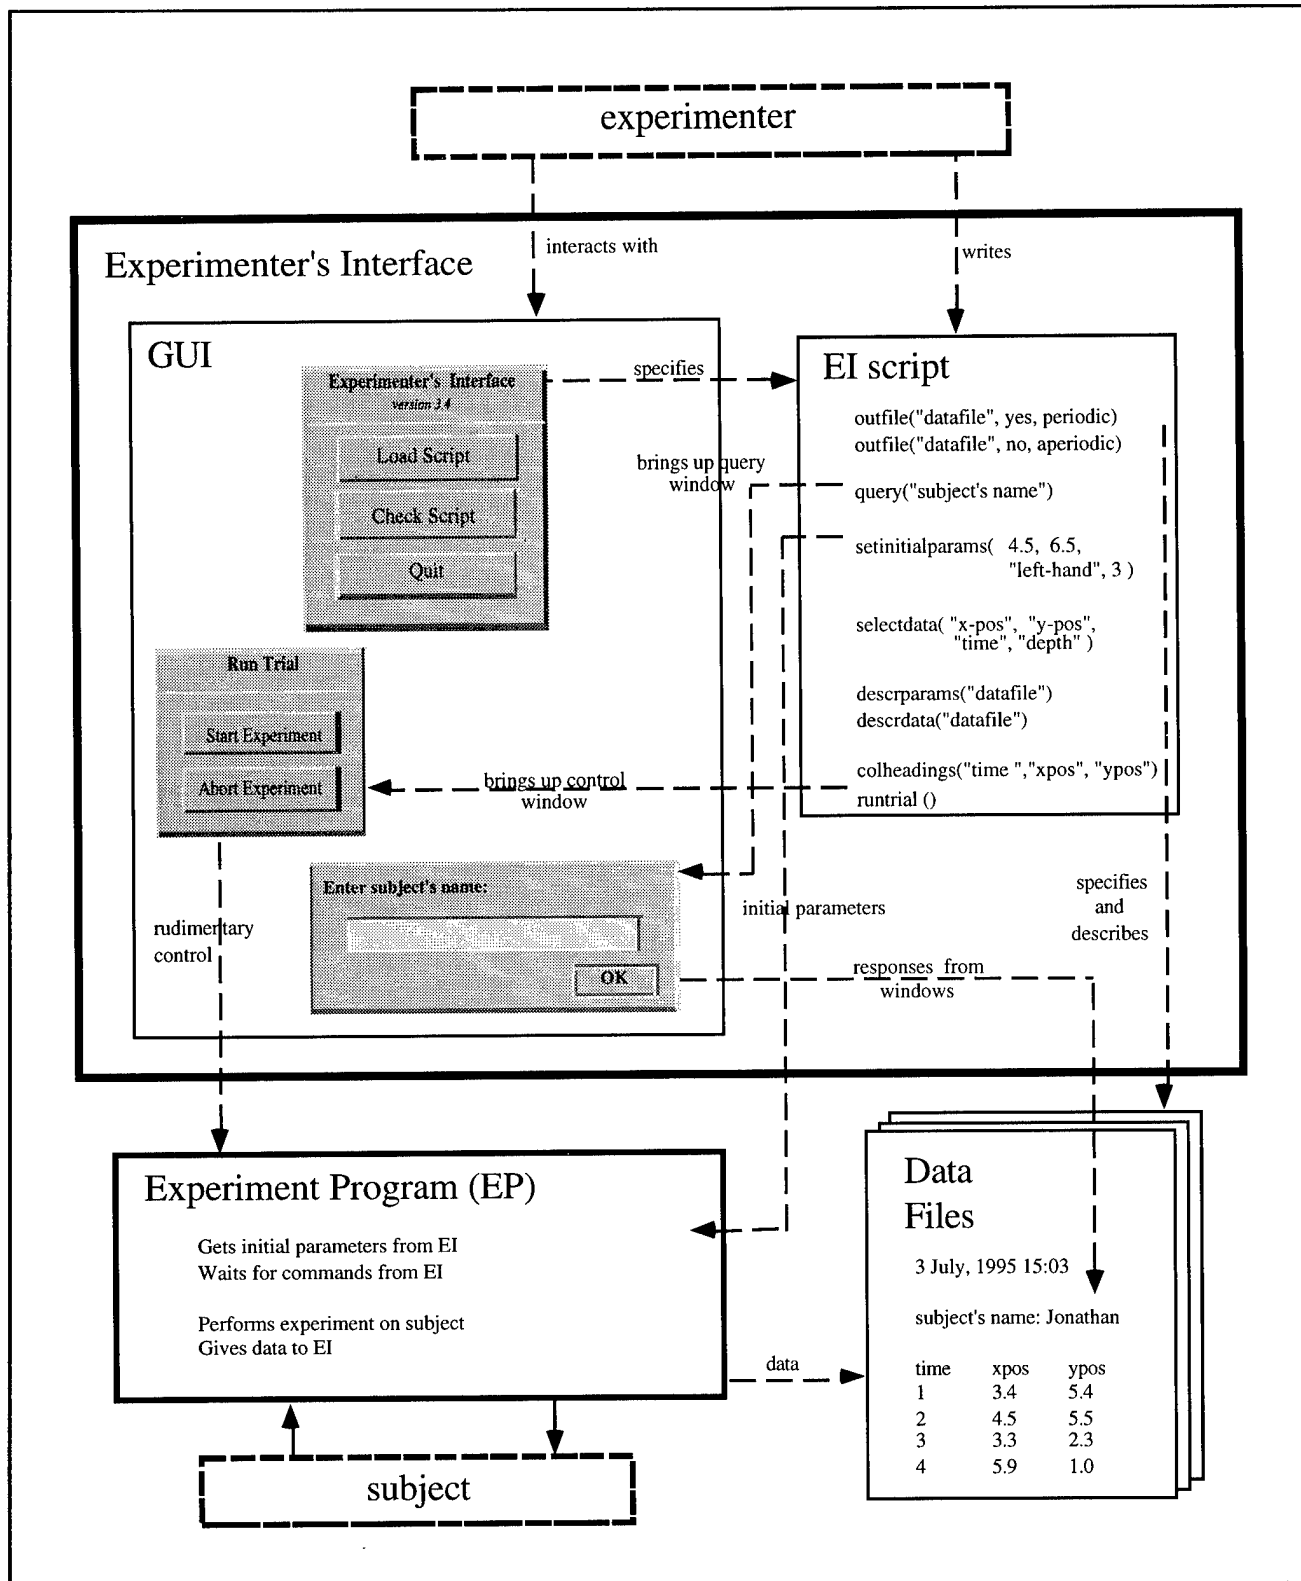 experimenter
interacts with
writes
Experimenter's Interface
GUI
Experimenter's Interface
version 3.4
Load Script
Check Script
Quit
specifies
EI script
outfile("datafile", yes, periodic)
outfile("datafile", no, aperiodic)
brings up query
window
query("subject's name")
setinitialparams( 4.5, 6.5,
"left-hand", 3 )
selectdata( "x-pos", "y-pos",
"time", "depth" )
descrparams("datafile")
descrdata("datafile")
colheadings("time ","xpos", "ypos")
runtrial ()
Run Trial
Start Experiment
Abort Experiment
brings up control
window
Enter subject's name:
OK
rudimentary
control
initial parameters
specifies
and
describes
responses from
windows
Experiment Program (EP)
Gets initial parameters from EI
Waits for commands from EI
Performs experiment on subject
Gives data to EI
data
Data
Files
3 July, 1995 15:03
subject's name: Jonathan
time xpos ypos
1 3.4 5.4
2 4.5 5.5
3 3.3 2.3
4 5.9 1.0
subject